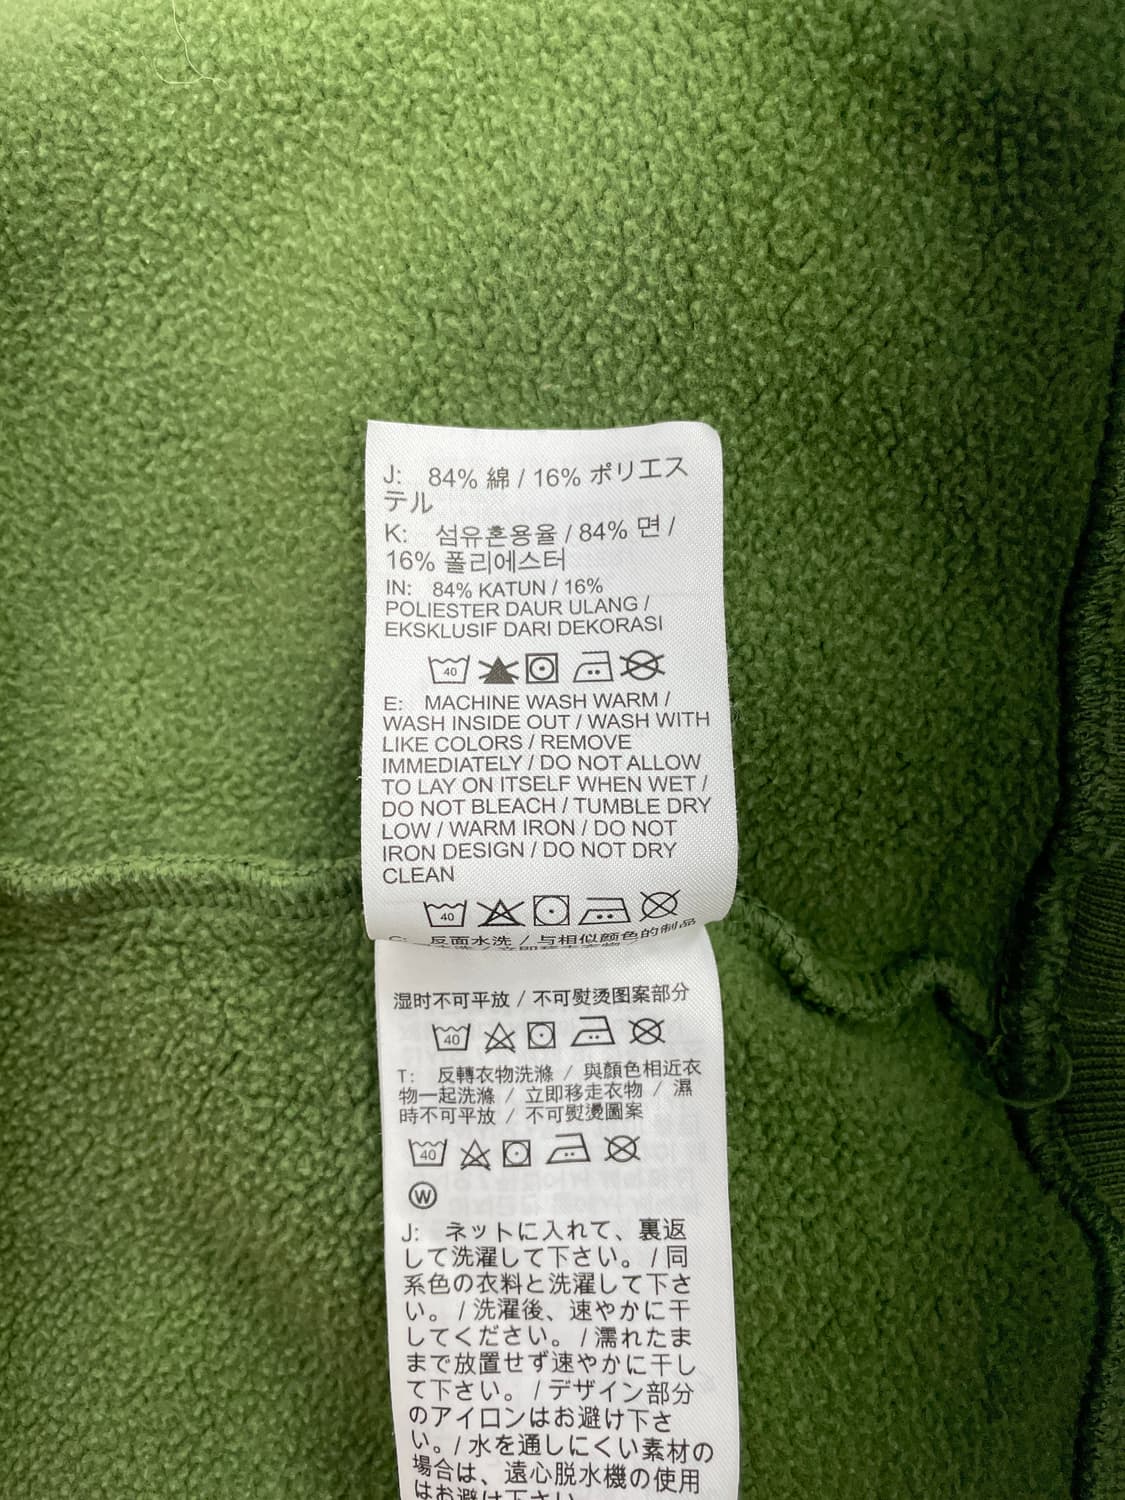 J: 84% 綿 / 16% ポリエス
テル
K: 섬유혼용율 / 84% 면 /
16% 폴리에스터
IN: 84% KATUN / 16%
POLIESTER DAUR ULANG /
EKSKLUSIF DARI DEKORASI
40
E: MACHINE WASH WARM /
WASH INSIDE OUT / WASH WITH
LIKE COLORS / REMOVE
IMMEDIATELY / DO NOT ALLOW
TO LAY ON ITSELF WHEN WET /
DO NOT BLEACH / TUMBLE DRY
LOW / WARM IRON / DO NOT
IRON DESIGN / DO NOT DRY
CLEAN
40
C: 反面水洗 / 与相似颜色的制品
湿时不可平放 / 不可熨烫图案部分
40
T: 反轉衣物洗滌 / 與顏色相近衣
物一起洗滌 / 立即移走衣物 / 濕
時不可平放 / 不可熨燙圖案
40
W
J: ネットに入れて、裏返
して洗濯して下さい。 / 同
系色の衣料と洗濯して下さ
い。 / 洗濯後、速やかに干
してください。 / 濡れたま
まで放置せず速やかに干し
て下さい。 / デザイン部分
のアイロンはお避け下さ
い。 / 水を通しにくい素材の
場合は、遠心脱水機の使用
はお避け下さい。